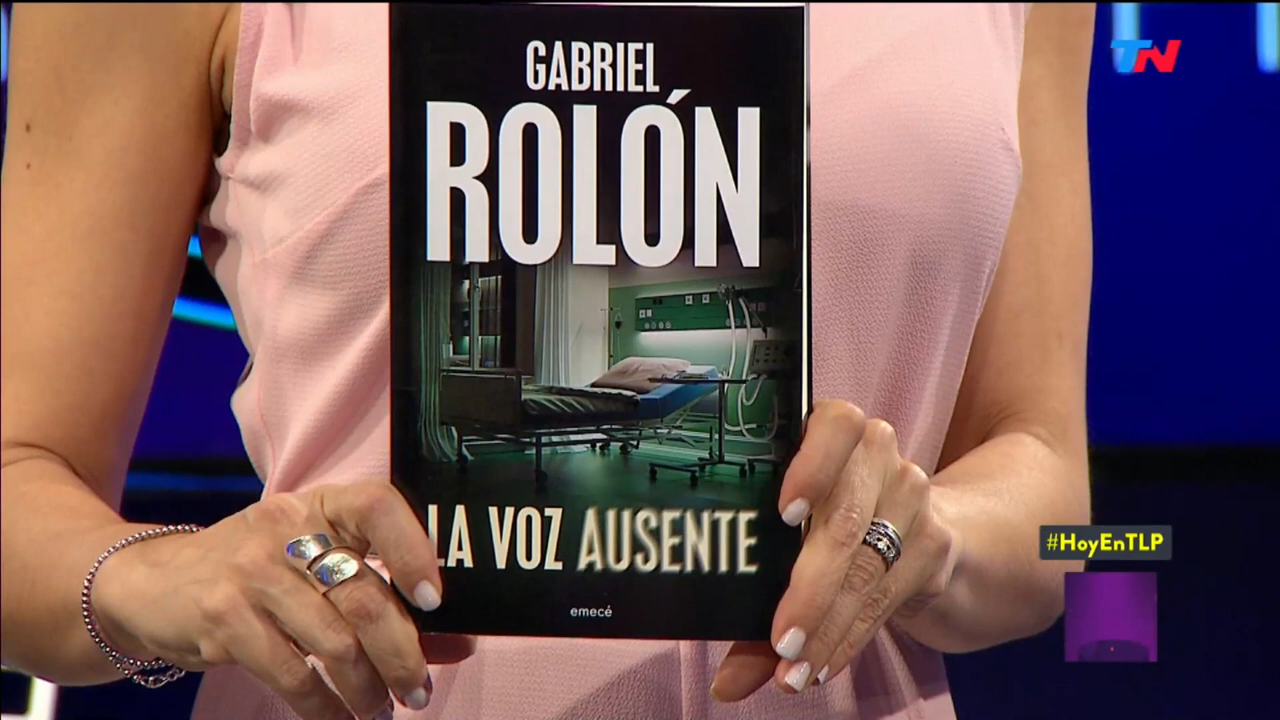 TN
GABRIEL
ROLÓN
LA VOZ AUSENTE
emecé
#HoyEnTLP